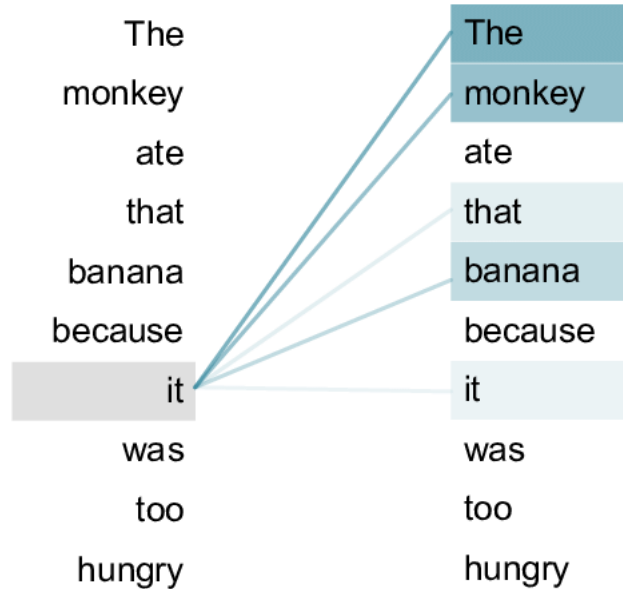 The The
monkey monkey
ate ate
that that
banana banana
because because
it it
was was
too too
hungry hungry